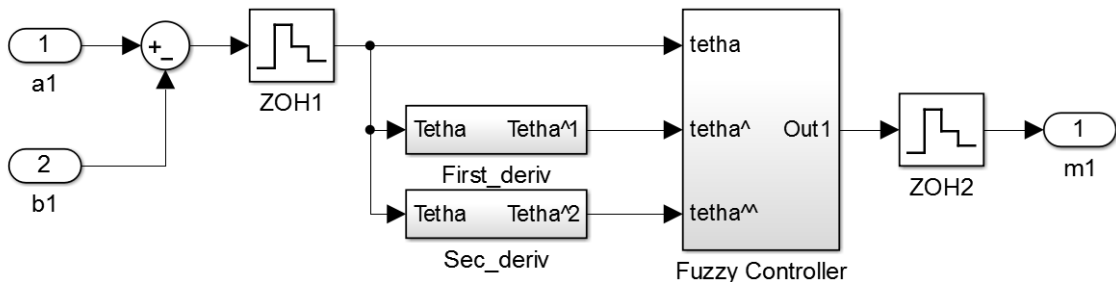 1
a1
+
−
ZOH1
2
b1
Tetha Tetha^1
First_deriv
Tetha Tetha^2
Sec_deriv
tetha
tetha^
tetha^^
Out1
Fuzzy Controller
ZOH2
1
m1